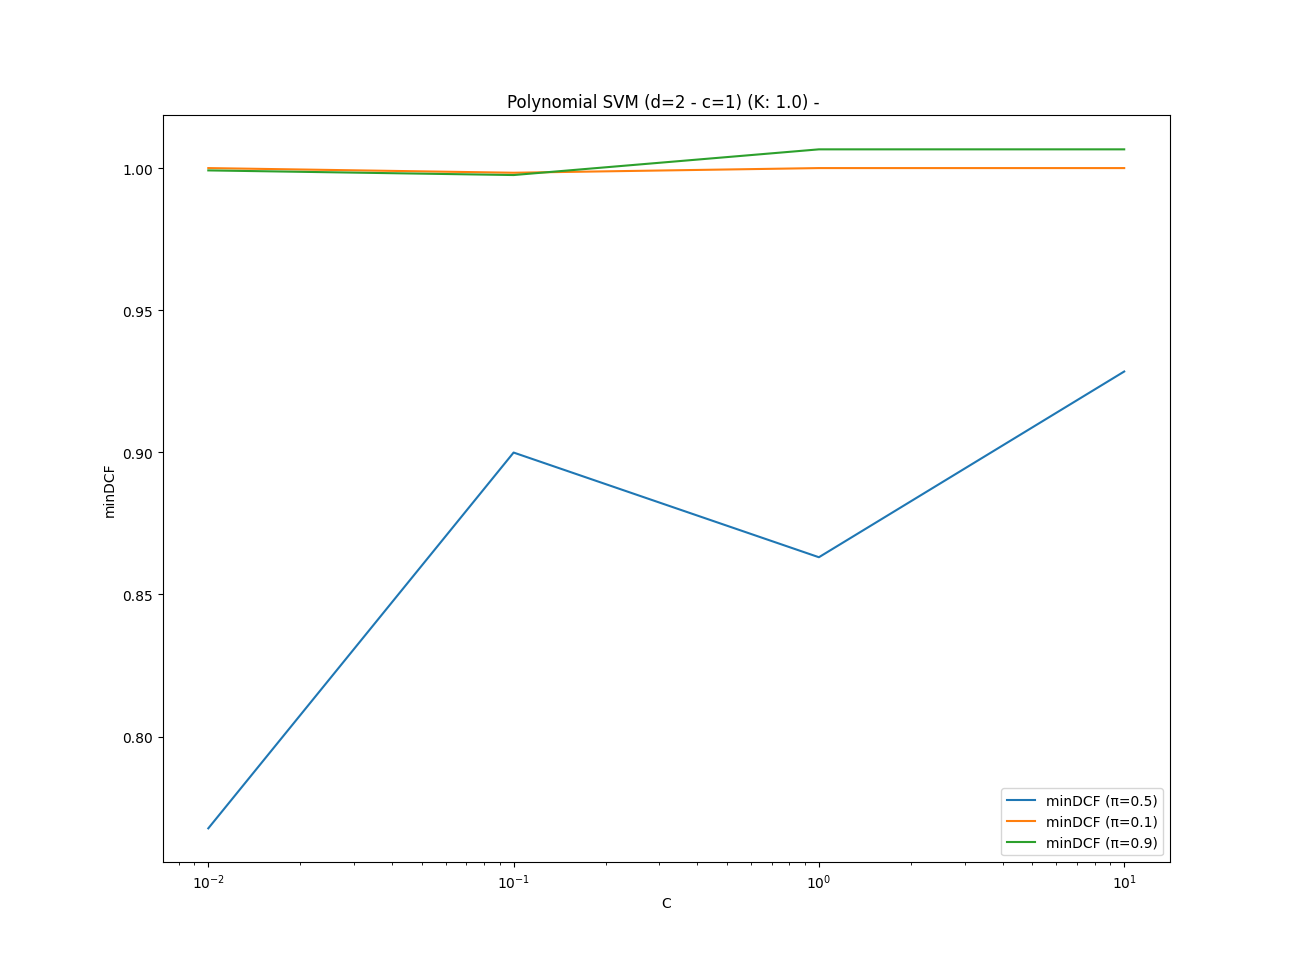 Polynomial SVM (d=2 - c=1) (K: 1.0) -
minDCF
1.00
0.95
0.90
0.85
0.80
10⁻²
10⁻¹
10⁰
10¹
C
minDCF (π=0.5)
minDCF (π=0.1)
minDCF (π=0.9)